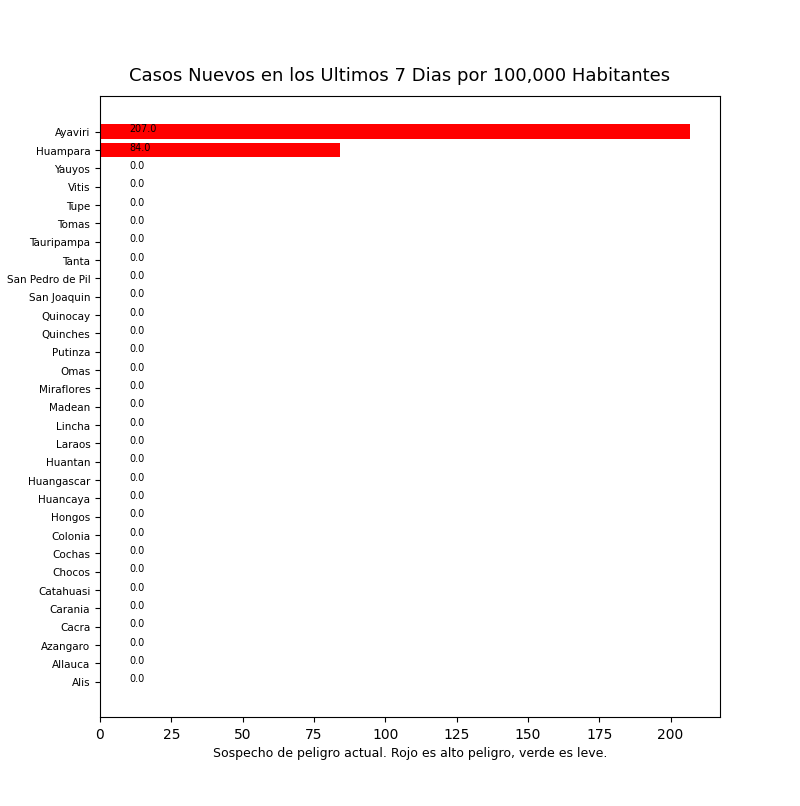 Casos Nuevos en los Ultimos 7 Dias por 100,000 Habitantes
Ayaviri 207.0
Huampara 84.0
Yauyos 0.0
Vitis 0.0
Tupe 0.0
Tomas 0.0
Tauripampa 0.0
Tanta 0.0
San Pedro de Pil 0.0
San Joaquin 0.0
Quinocay 0.0
Quinches 0.0
Putinza 0.0
Omas 0.0
Miraflores 0.0
Madean 0.0
Lincha 0.0
Laraos 0.0
Huantan 0.0
Huangascar 0.0
Huancaya 0.0
Hongos 0.0
Colonia 0.0
Cochas 0.0
Chocos 0.0
Catahuasi 0.0
Carania 0.0
Cacra 0.0
Azangaro 0.0
Allauca 0.0
Alis 0.0
0 25 50 75 100 125 150 175 200
Sospecho de peligro actual. Rojo es alto peligro, verde es leve.